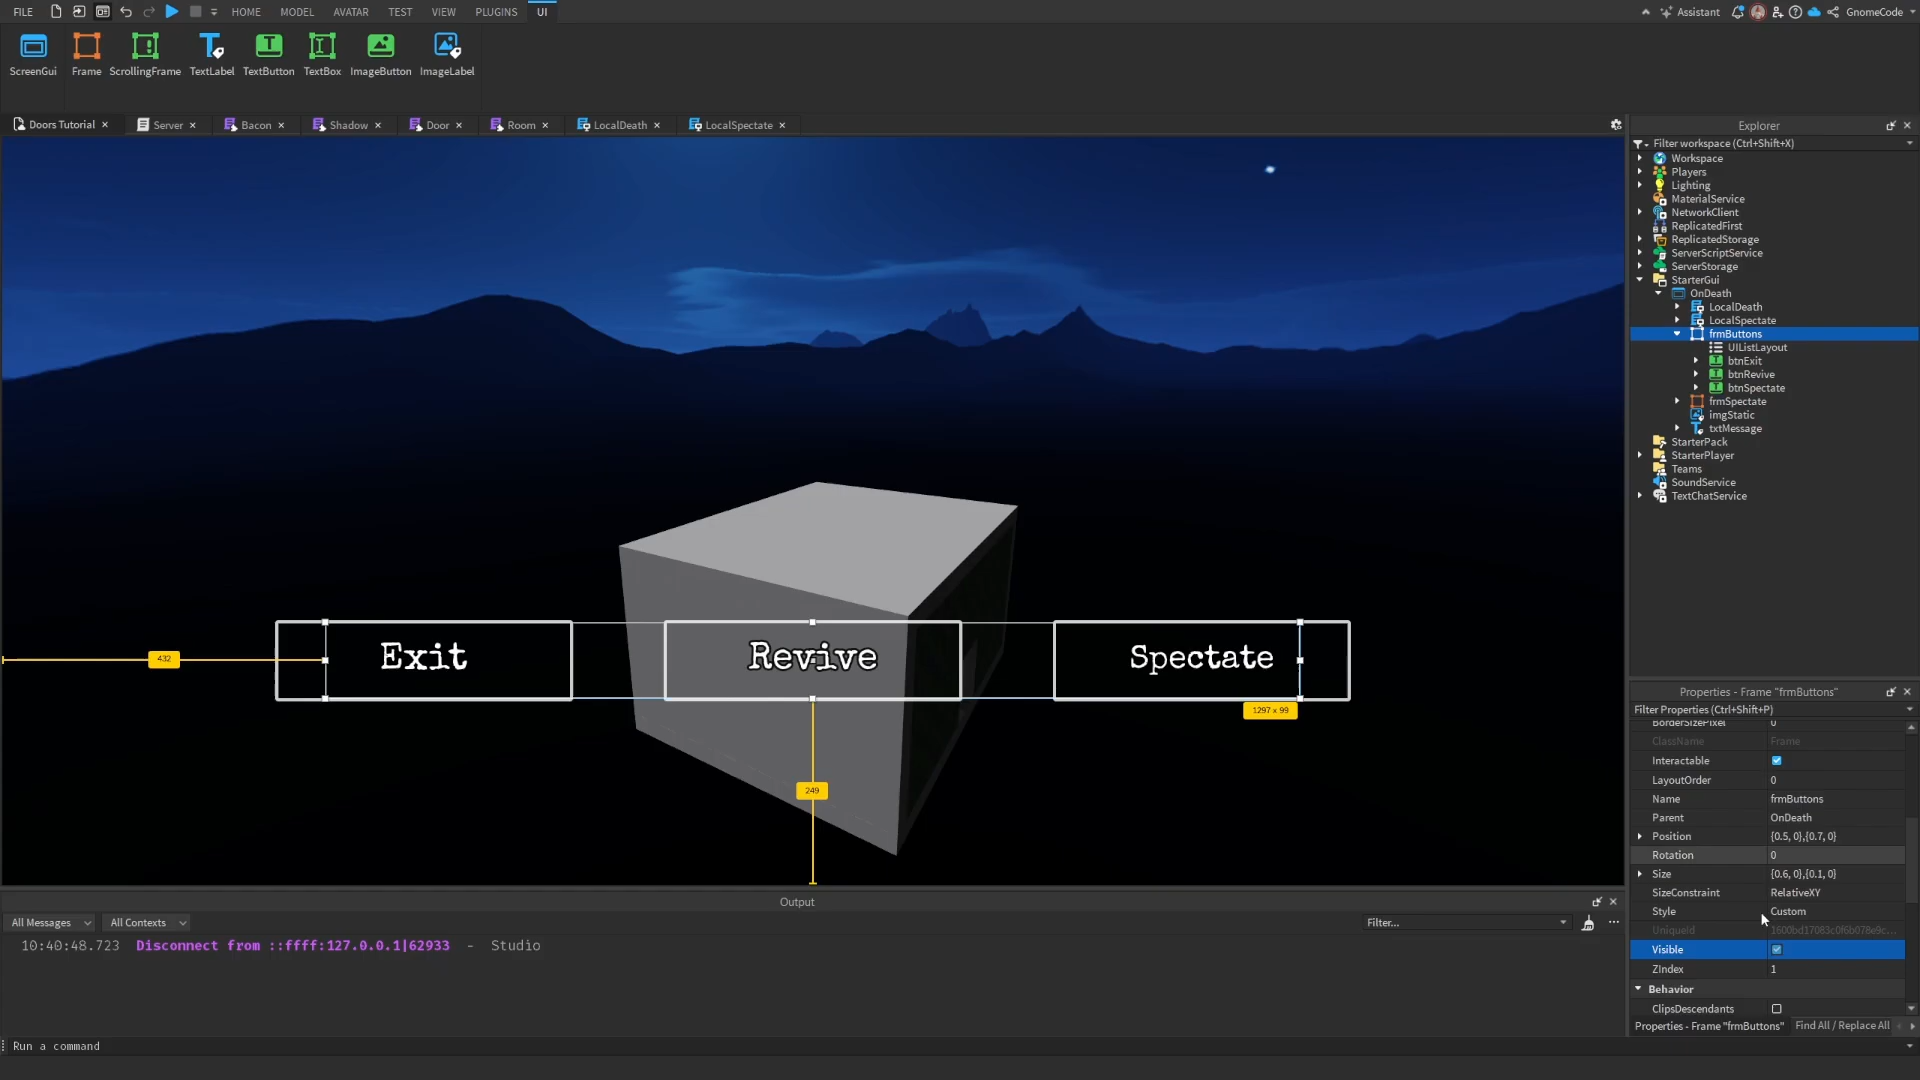 FILE HOME MODEL AVATAR TEST VIEW PLUGINS UI Assistant GnomeCode
ScreenGui Frame ScrollingFrame TextLabel TextButton TextBox ImageButton ImageLabel
Doors Tutorial Server Bacon Shadow Door Room LocalDeath LocalSpectate
Explorer
Filter workspace (Ctrl+Shift+X)
Workspace
Players
Lighting
MaterialService
NetworkClient
ReplicatedFirst
ReplicatedStorage
ServerScriptService
ServerStorage
StarterGui
OnDeath
LocalDeath
LocalSpectate
frmButtons
UIListLayout
btnExit
btnRevive
btnSpectate
frmSpectate
imgStatic
txtMessage
StarterPack
StarterPlayer
Teams
SoundService
TextChatService
432
Exit
Revive
Spectate
1297 x 99
249
Properties - Frame "frmButtons"
Filter Properties (Ctrl+Shift+P)
BorderSizePixel 0
ClassName Frame
Interactable
LayoutOrder 0
Name frmButtons
Parent OnDeath
Position {0.5, 0},{0.7, 0}
Rotation 0
Size {0.6, 0},{0.1, 0}
SizeConstraint RelativeXY
Style Custom
UniqueId
Visible
ZIndex 1
Behavior
ClipsDescendants
Properties - Frame "frmButtons" Find All / Replace All
Output
All Messages All Contexts Filter...
10:40:48.723 Disconnect from ::ffff:127.0.0.1|62933 - Studio
Run a command